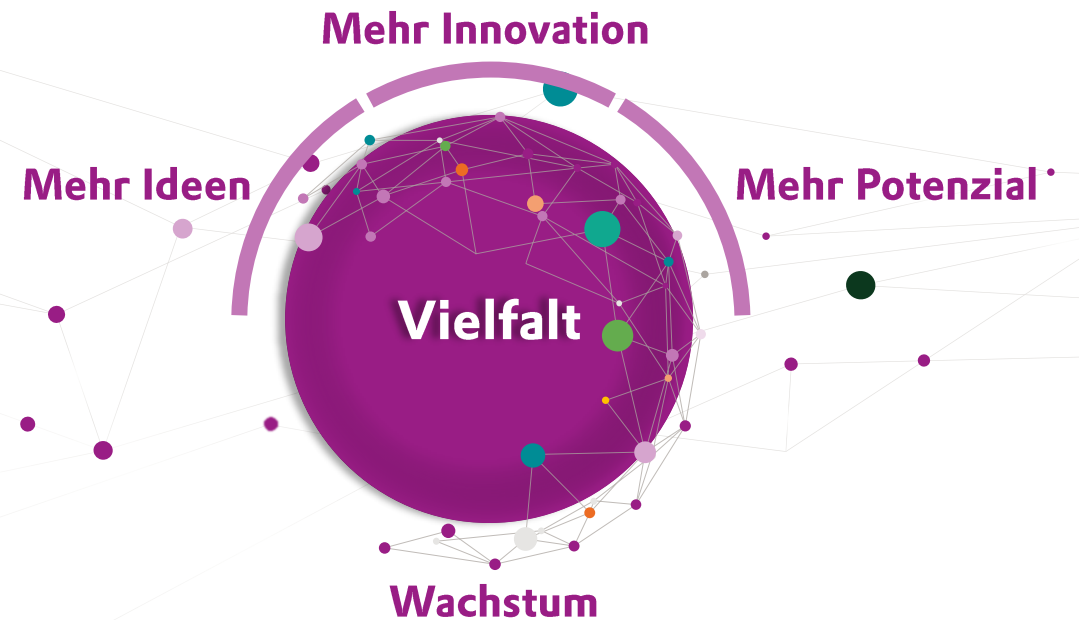 Mehr Innovation
Mehr Ideen
Mehr Potenzial
Vielfalt
Wachstum